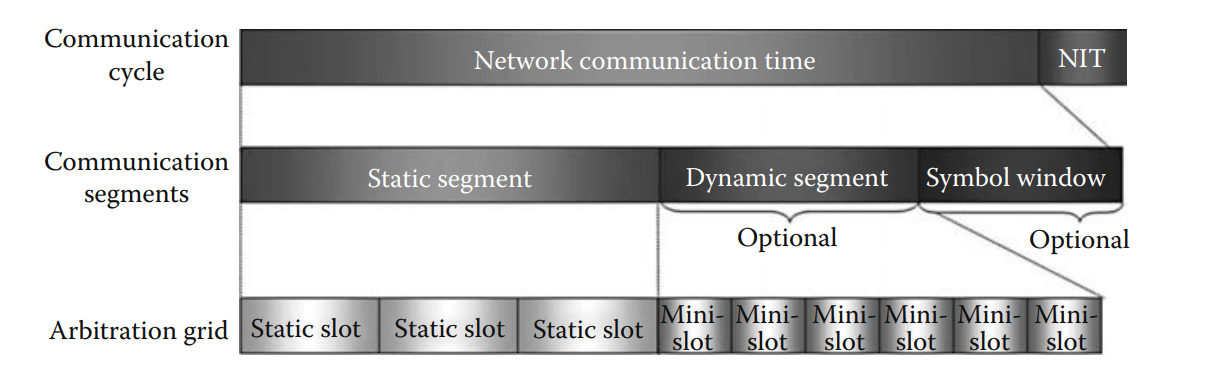 Communication
cycle
Network communication time
NIT
Communication
segments
Static segment
Dynamic segment
Symbol window
Optional
Optional
Arbitration grid
Static slot
Static slot
Static slot
Mini-
slot
Mini-
slot
Mini-
slot
Mini-
slot
Mini-
slot
Mini-
slot